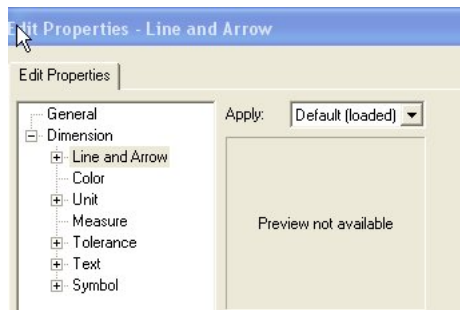 Edit Properties - Line and Arrow
Edit Properties
General
Apply: Default (loaded)
Dimension
Line and Arrow
Color
Unit
Measure
Preview not available
Tolerance
Text
Symbol